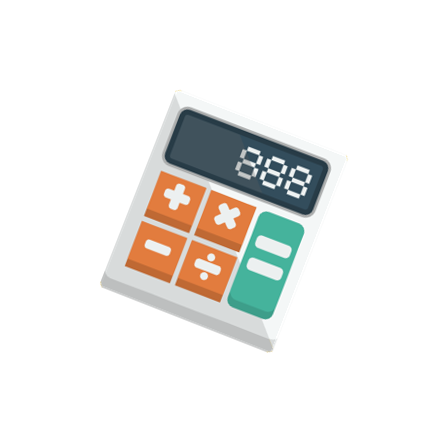 888
+ ×
- ÷ =